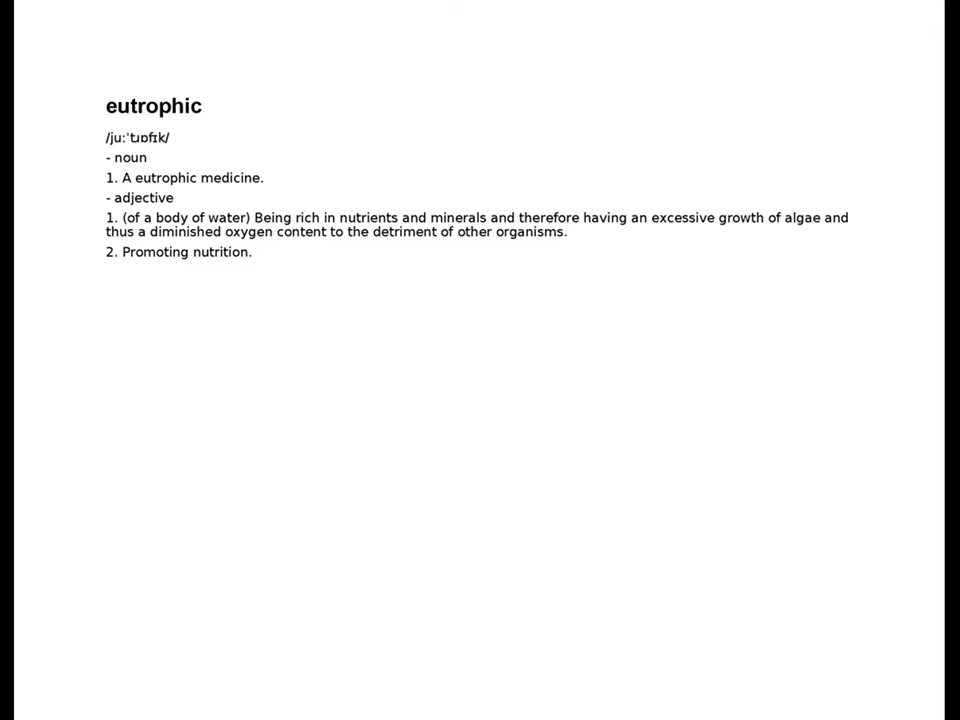 eutrophic
/juːˈtɹɒfɪk/
- noun
1. A eutrophic medicine.
- adjective
1. (of a body of water) Being rich in nutrients and minerals and therefore having an excessive growth of algae and
thus a diminished oxygen content to the detriment of other organisms.
2. Promoting nutrition.